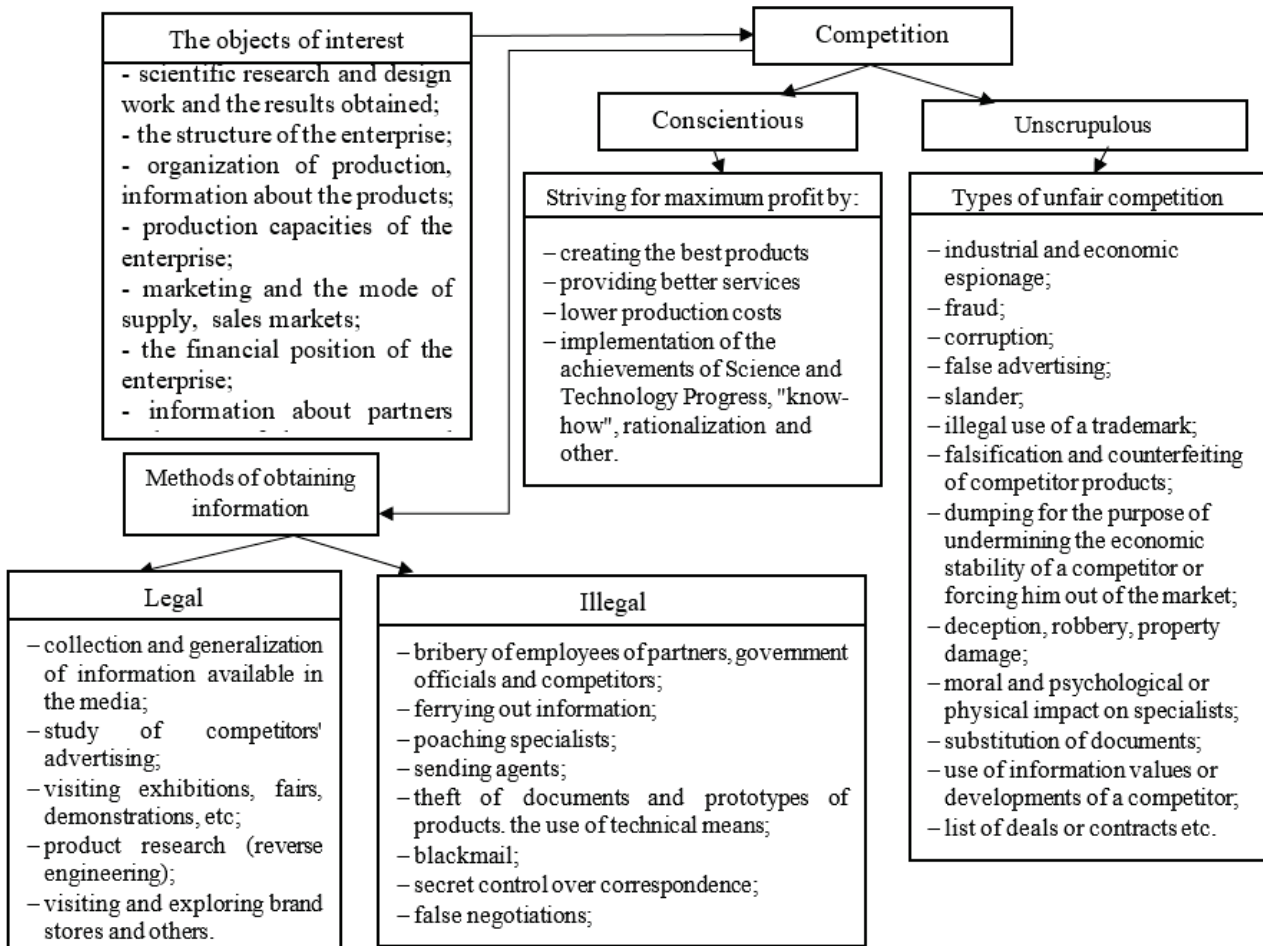 The objects of interest
- scientific research and design
work and the results obtained;
- the structure of the enterprise;
- organization of production,
information about the products;
- production capacities of the
enterprise;
- marketing and the mode of
supply, sales markets;
- the financial position of the
enterprise;
- information about partners
Competition
Conscientious
Unscrupulous
Striving for maximum profit by:
– creating the best products
– providing better services
– lower production costs
– implementation of the
achievements of Science and
Technology Progress, "know-
how", rationalization and
other.
Types of unfair competition
– industrial and economic
espionage;
– fraud;
– corruption;
– false advertising;
– slander;
– illegal use of a trademark;
– falsification and counterfeiting
of competitor products;
– dumping for the purpose of
undermining the economic
stability of a competitor or
forcing him out of the market;
– deception, robbery, property
damage;
– moral and psychological or
physical impact on specialists;
– substitution of documents;
– use of information values or
developments of a competitor;
– list of deals or contracts etc.
Methods of obtaining
information
Legal
– collection and generalization
of information available in
the media;
– study of competitors'
advertising;
– visiting exhibitions, fairs,
demonstrations, etc;
– product research (reverse
engineering);
– visiting and exploring brand
stores and others.
Illegal
– bribery of employees of partners, government
officials and competitors;
– ferrying out information;
– poaching specialists;
– sending agents;
– theft of documents and prototypes of
products. the use of technical means;
– blackmail;
– secret control over correspondence;
– false negotiations;